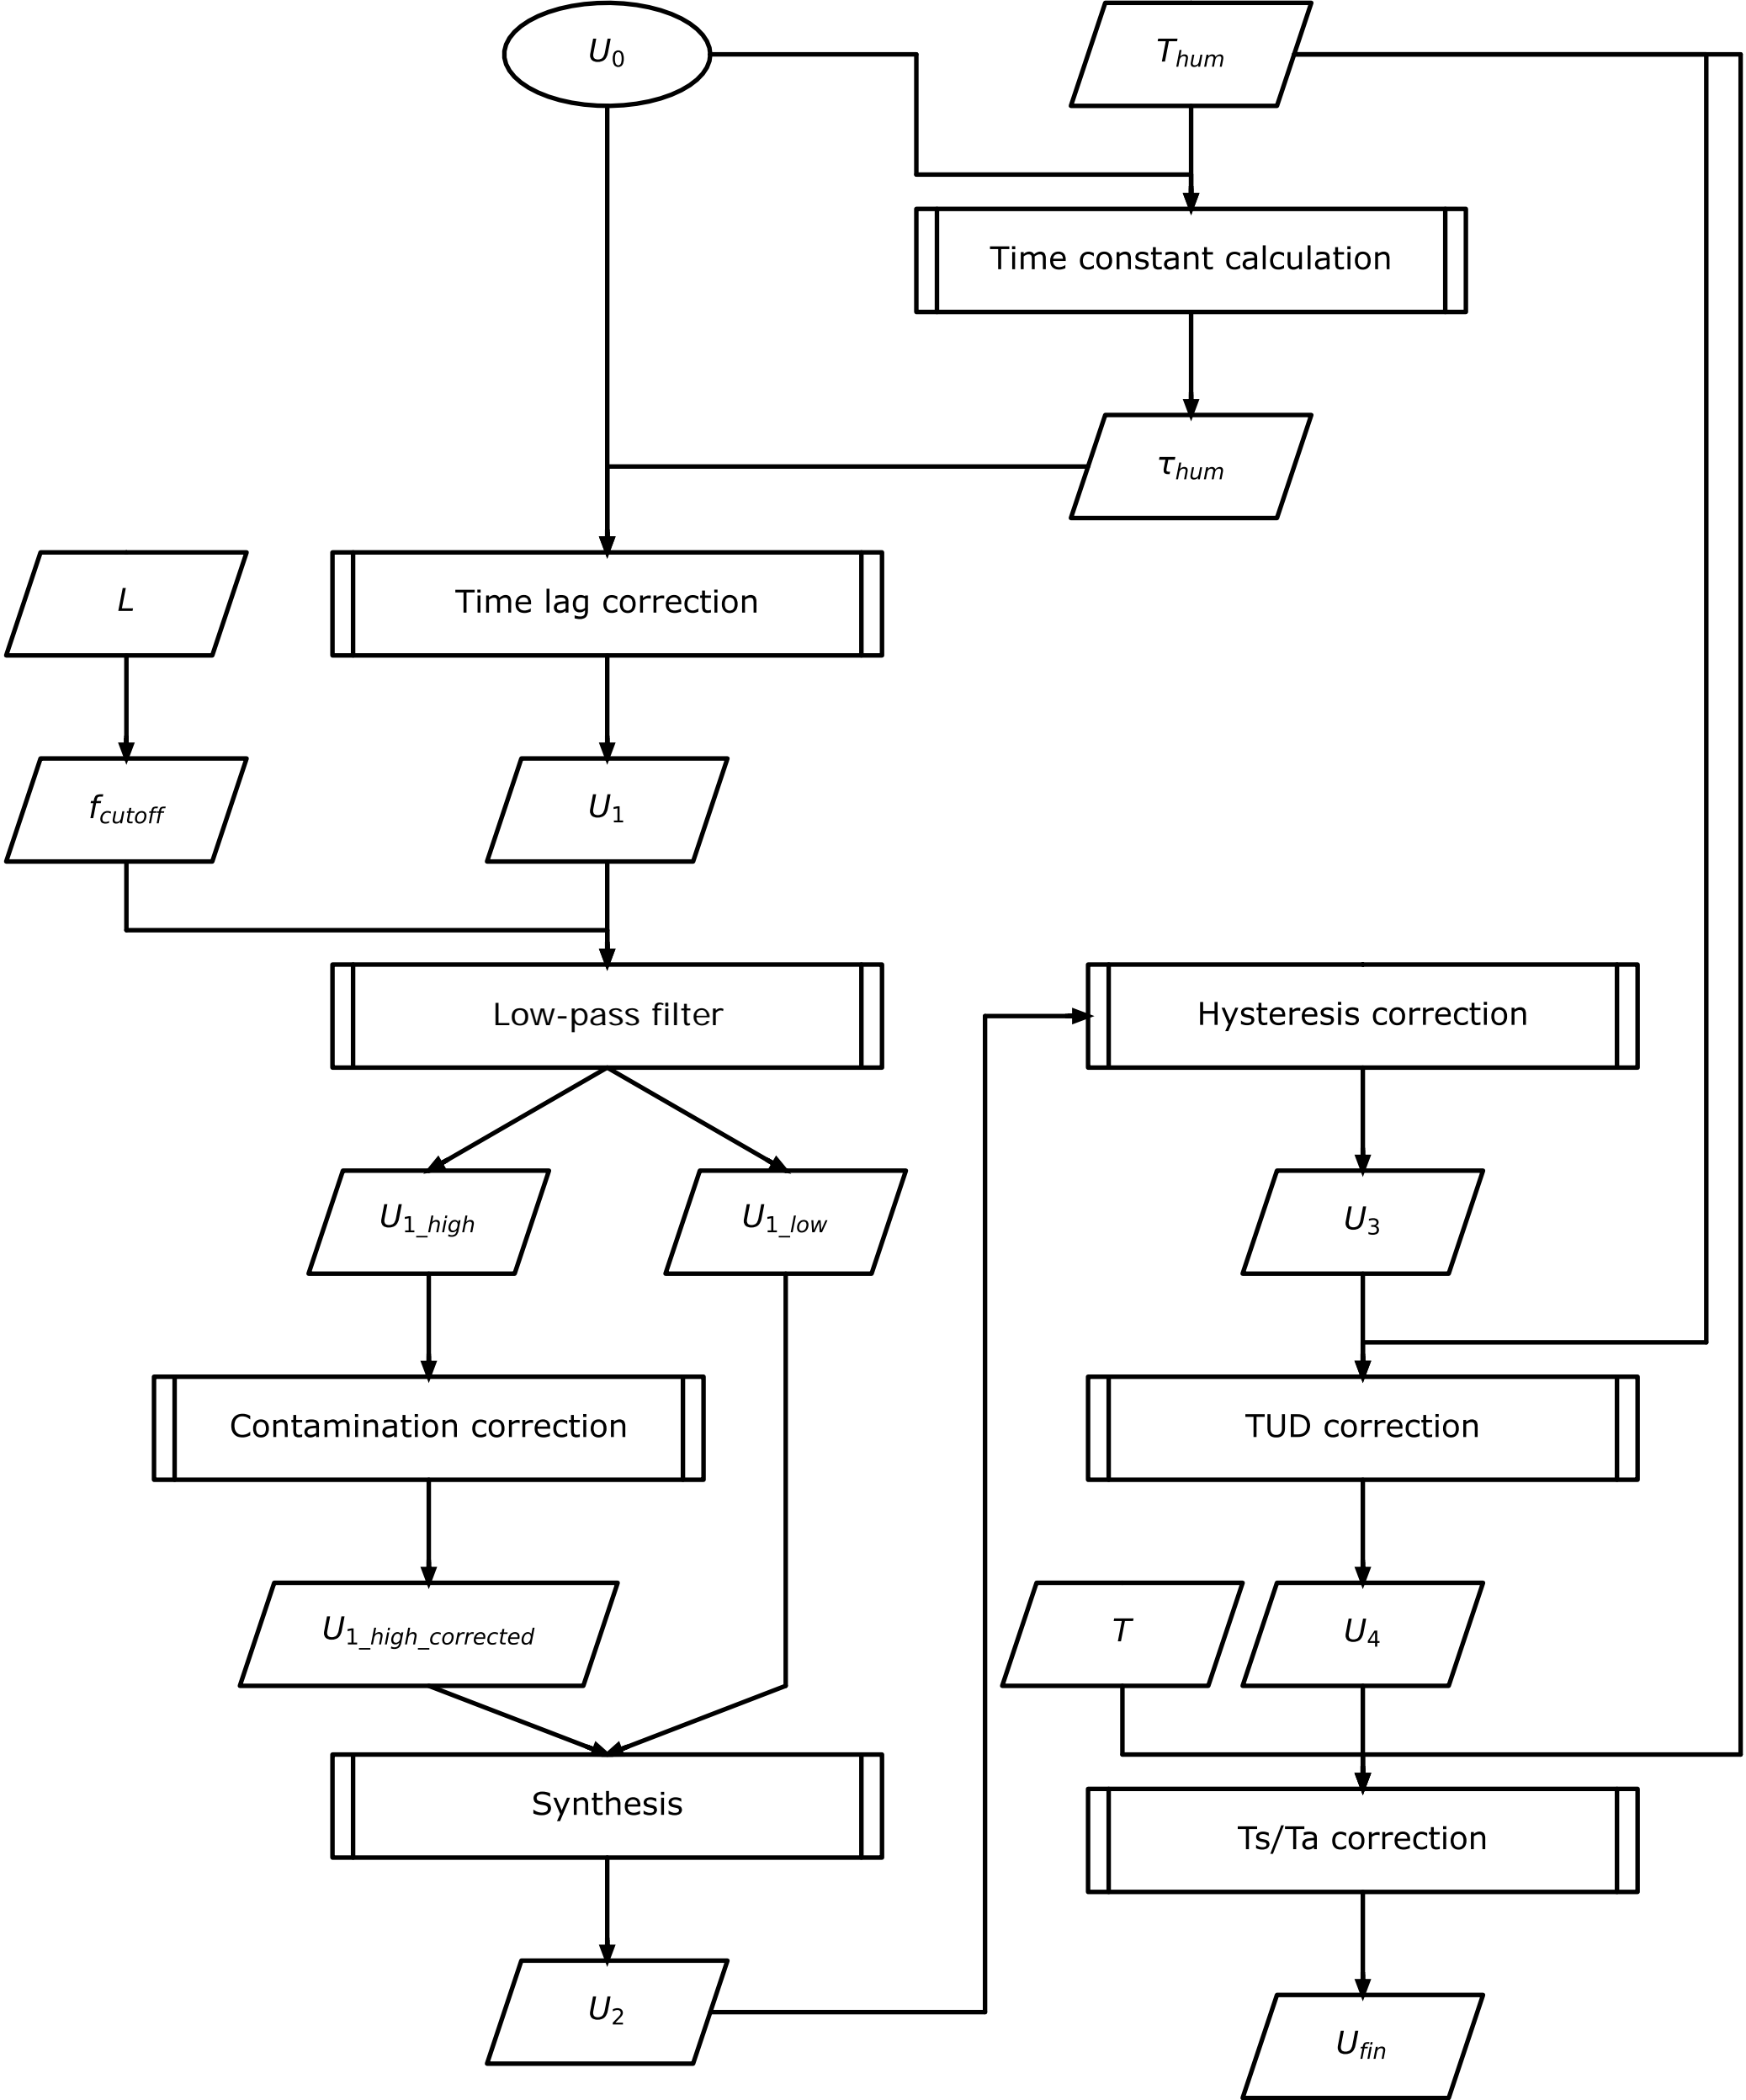 U0
Thum
Time constant calculation
τhum
L
Time lag correction
fcutoff
U1
Low-pass filter
Hysteresis correction
U1_high
U1_low
U3
Contamination correction
TUD correction
U1_high_corrected
T
U4
Synthesis
Ts/Ta correction
U2
Ufin